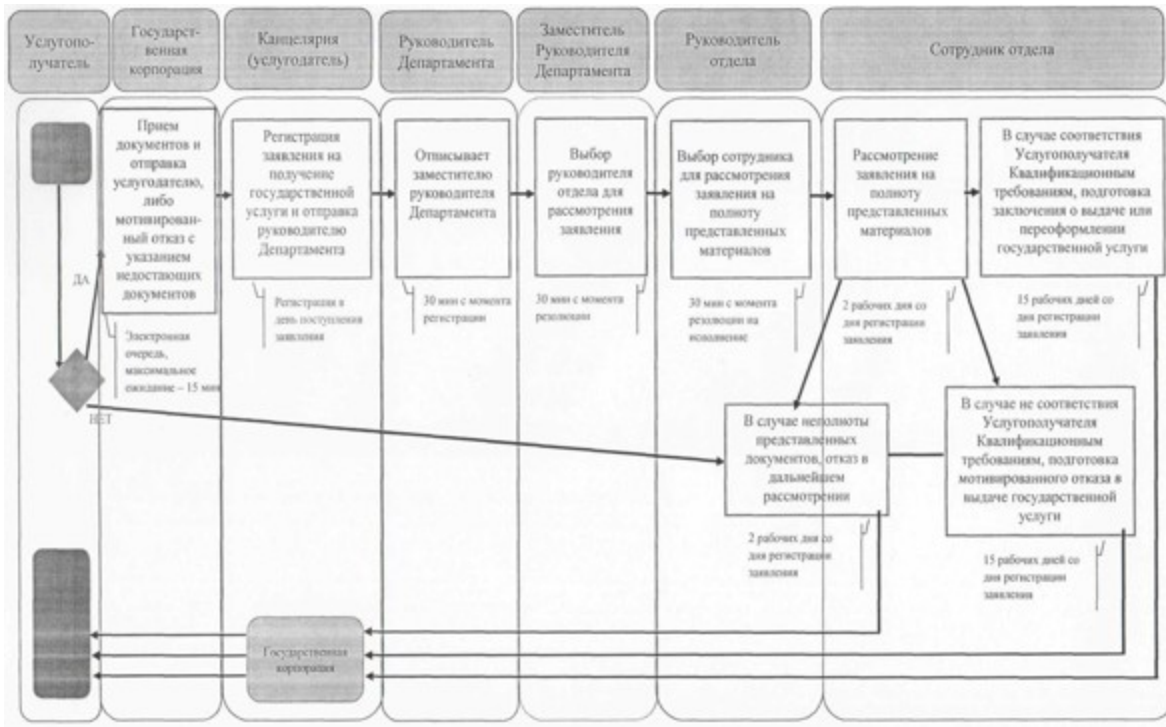 Услугопо-
лучатель
Государст-
венная
корпорация
Канцелярия
(услугодатель)
Руководитель
Департамента
Заместитель
Руководителя
Департамента
Руководитель
отдела
Сотрудник отдела
Прием
документов и
отправка
услугодателю,
либо
мотивирован-
ный отказ с
указанием
недостающих
документов
Регистрация
заявления на
получение
государственной
услуги и отправка
руководителю
Департамента
Отписывает
заместителю
руководителя
Департамента
Выбор
руководителя
отдела для
рассмотрения
заявления
Выбор сотрудника
для рассмотрения
заявления на
полноту
представленных
материалов
Рассмотрение
заявления на
полноту
представленных
материалов
В случае соответствия
Услугополучателя
Квалификационным
требованиям, подготовка
заключения о выдаче или
переоформлении
государственной услуги
ДА
Электронная
очередь,
максимальное
ожидание – 15 мин
Регистрация в
день поступления
заявления
30 мин с момента
регистрации
30 мин с момента
резолюции
30 мин с момента
резолюции на
исполнение
2 рабочих дня со
дня регистрации
заявления
15 рабочих дней со
дня регистрации
заявления
НЕТ
В случае неполноты
представленных
документов, отказ в
дальнейшем
рассмотрении
В случае не соответствия
Услугополучателя
Квалификационным
требованиям, подготовка
мотивированного отказа в
выдаче государственной
услуги
2 рабочих дня со
дня регистрации
заявления
15 рабочих дней со
дня регистрации
заявления
Государственная
корпорация